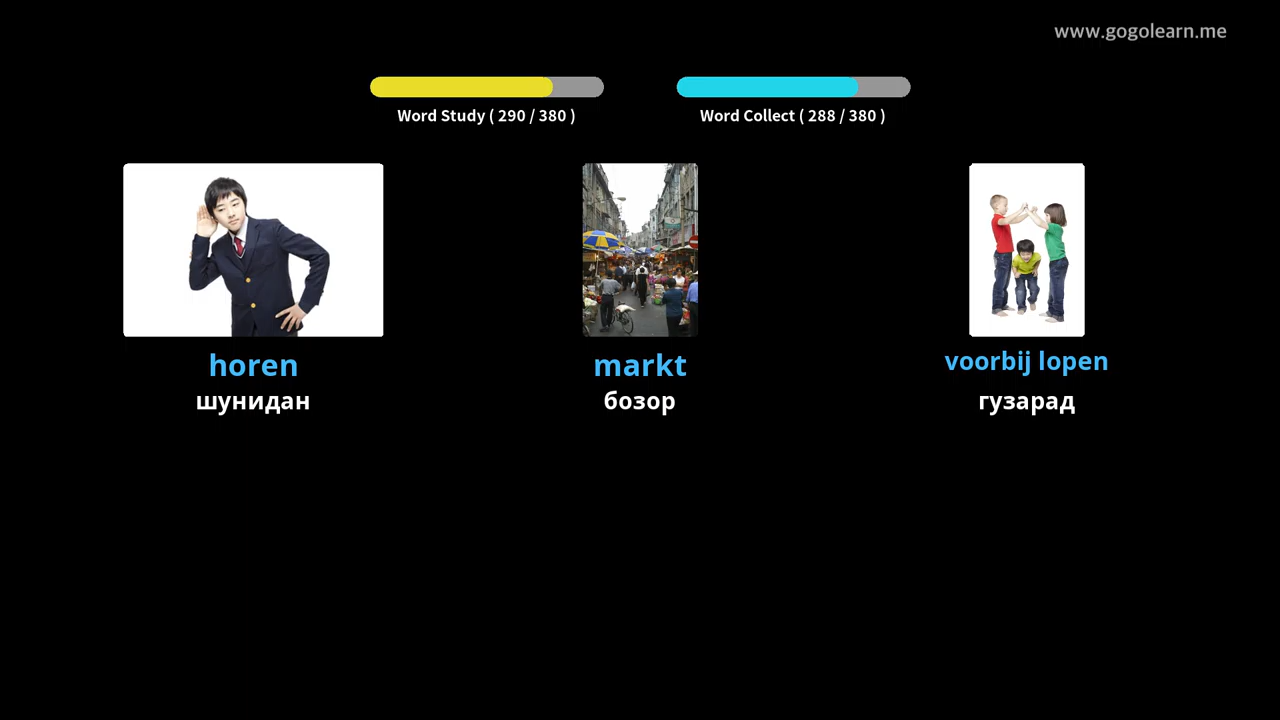 www.gogolearn.me
Word Study ( 290 / 380 )
Word Collect ( 288 / 380 )
horen
markt
voorbij lopen
шунидан
бозор
гузарад